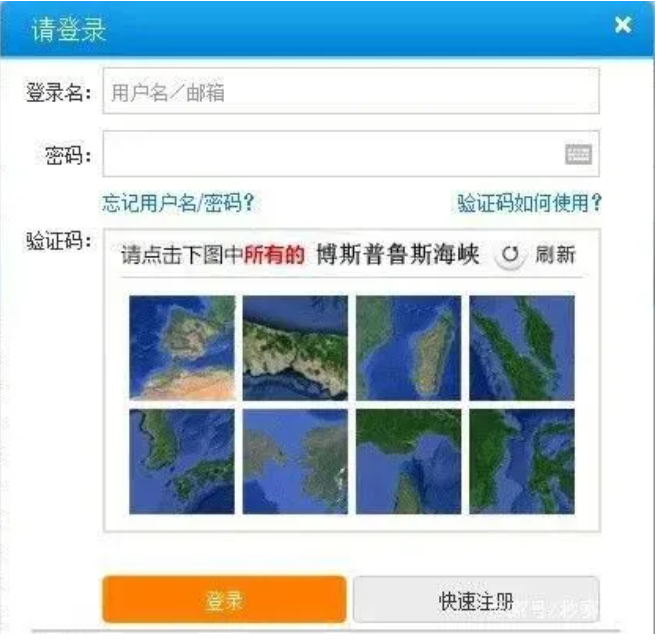 请登录
登录名：
用户名／邮箱
密码：
忘记用户名/密码？
验证码如何使用？
验证码：
请点击下图中所有的 博斯普鲁斯海峡
刷新
登录
快速注册